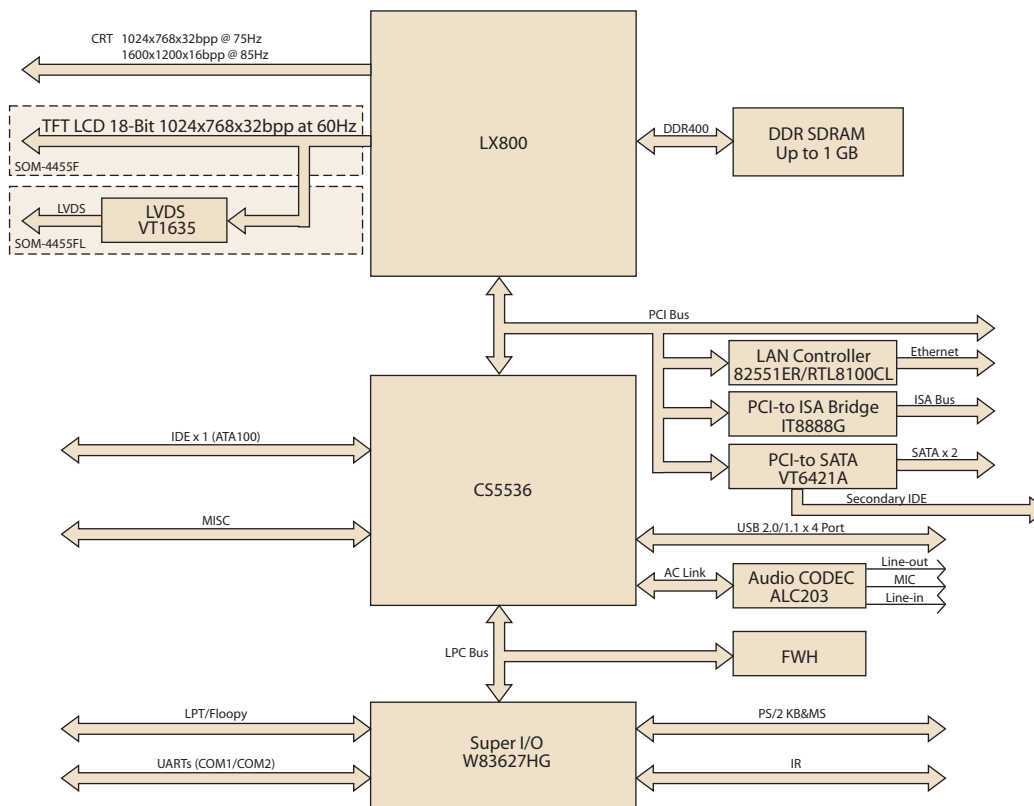 CRT 1024x768x32bpp @ 75Hz
1600x1200x16bpp @ 85Hz
TFT LCD 18-Bit 1024x768x32bpp at 60Hz
SOM-4455F
LVDS
LVDS
VT1635
SOM-4455FL
LX800
DDR400
DDR SDRAM
Up to 1 GB
PCI Bus
LAN Controller
82551ER/RTL8100CL
Ethernet
PCI-to ISA Bridge
IT8888G
ISA Bus
PCI-to SATA
VT6421A
SATA x 2
Secondary IDE
IDE x 1 (ATA100)
CS5536
MISC
USB 2.0/1.1 x 4 Port
AC Link
Audio CODEC
ALC203
Line-out
MIC
Line-in
LPC Bus
FWH
LPT/Floopy
Super I/O
W83627HG
PS/2 KB&MS
UARTs (COM1/COM2)
IR